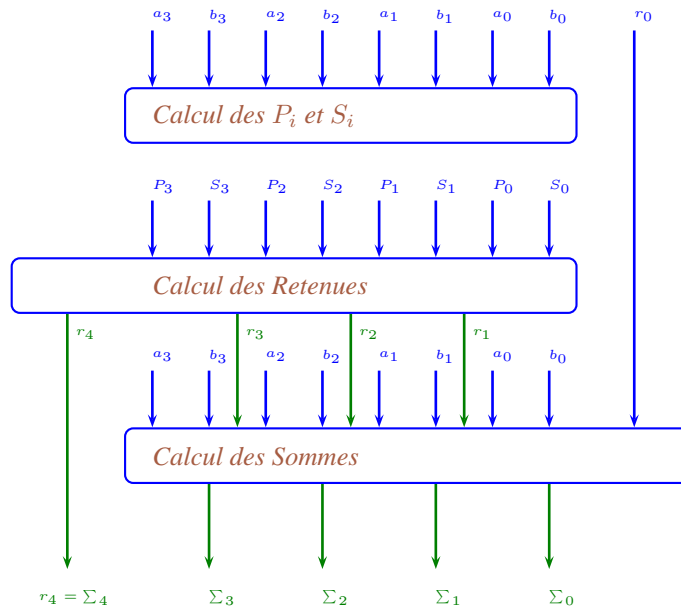 a₃ b₃ a₂ b₂ a₁ b₁ a₀ b₀ r₀
Calcul des Pᵢ et Sᵢ
P₃ S₃ P₂ S₂ P₁ S₁ P₀ S₀
Calcul des Retenues
r₄ r₃ r₂ r₁
a₃ b₃ a₂ b₂ a₁ b₁ a₀ b₀
Calcul des Sommes
r₄ = Σ₄ Σ₃ Σ₂ Σ₁ Σ₀